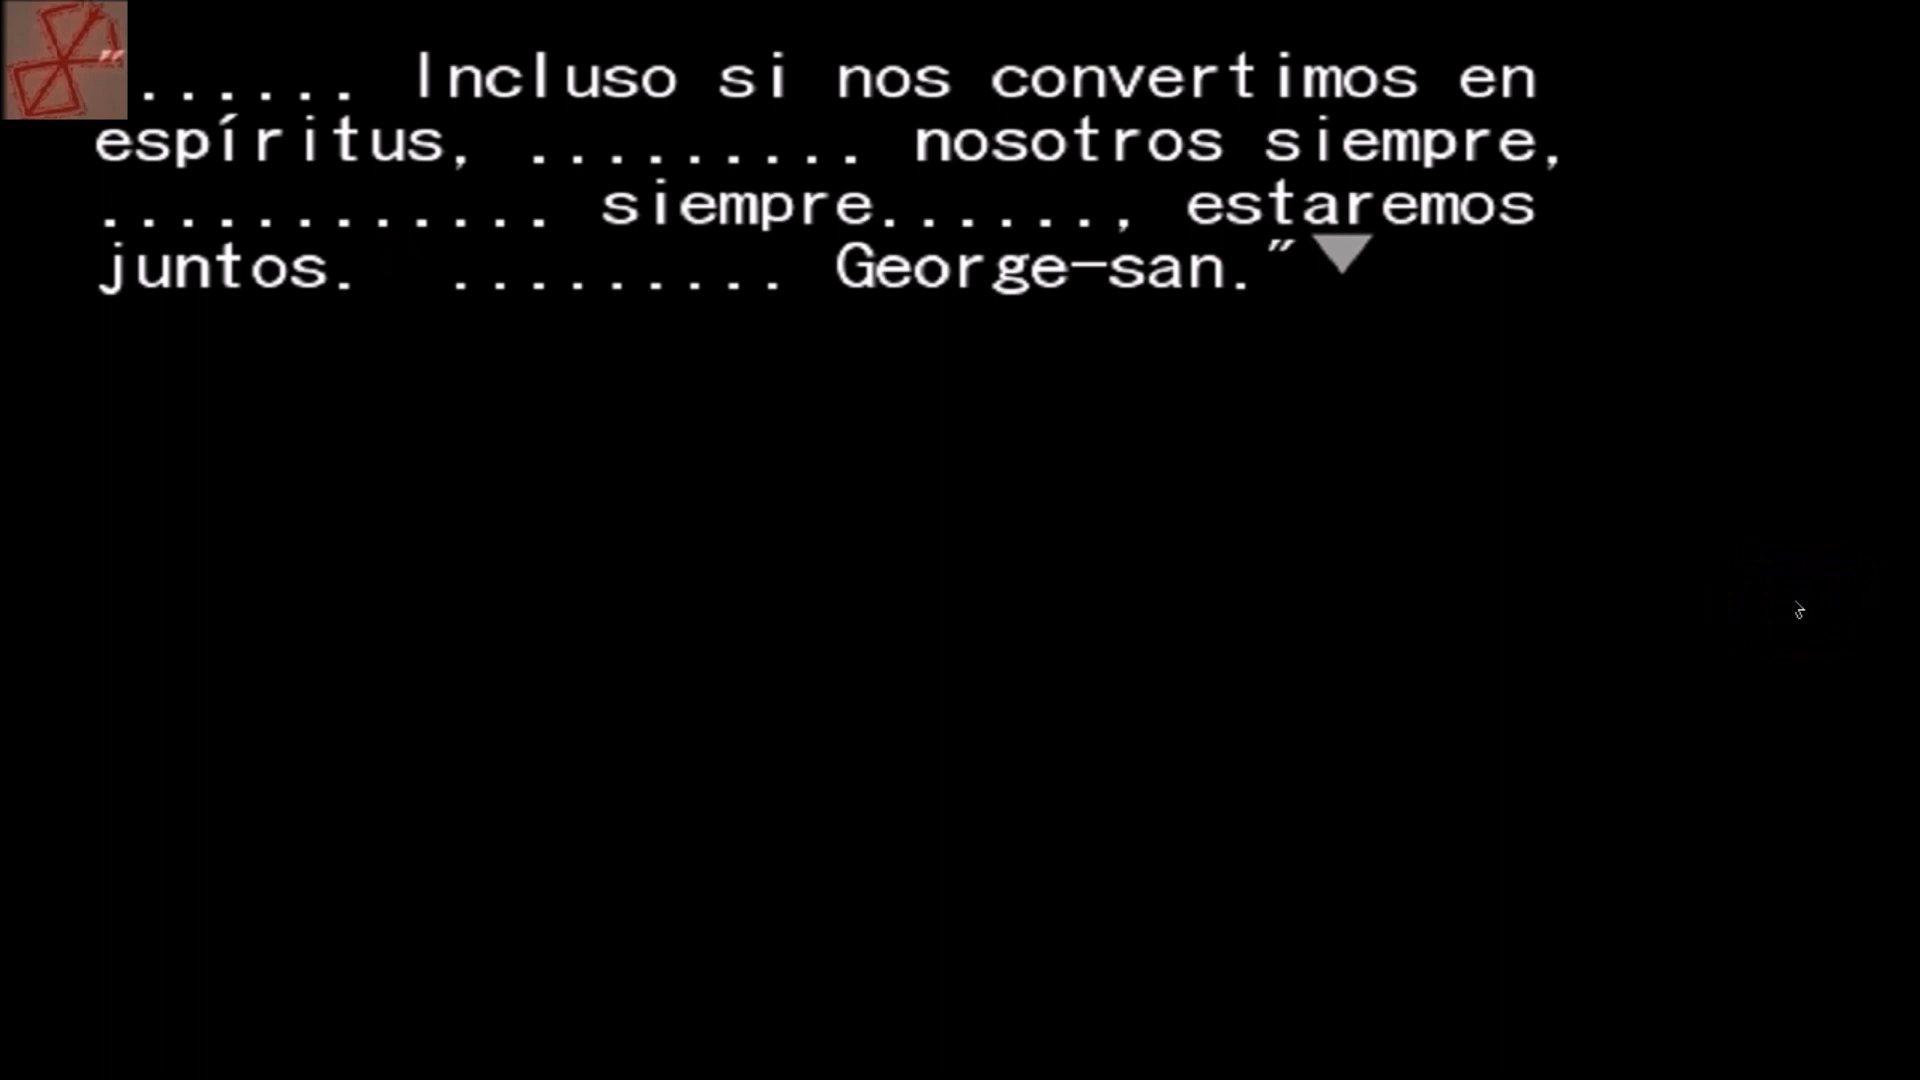 "...... Incluso si nos convertimos en
espíritus, ......... nosotros siempre,
............ siempre......., estaremos
juntos.  ......... George-san."